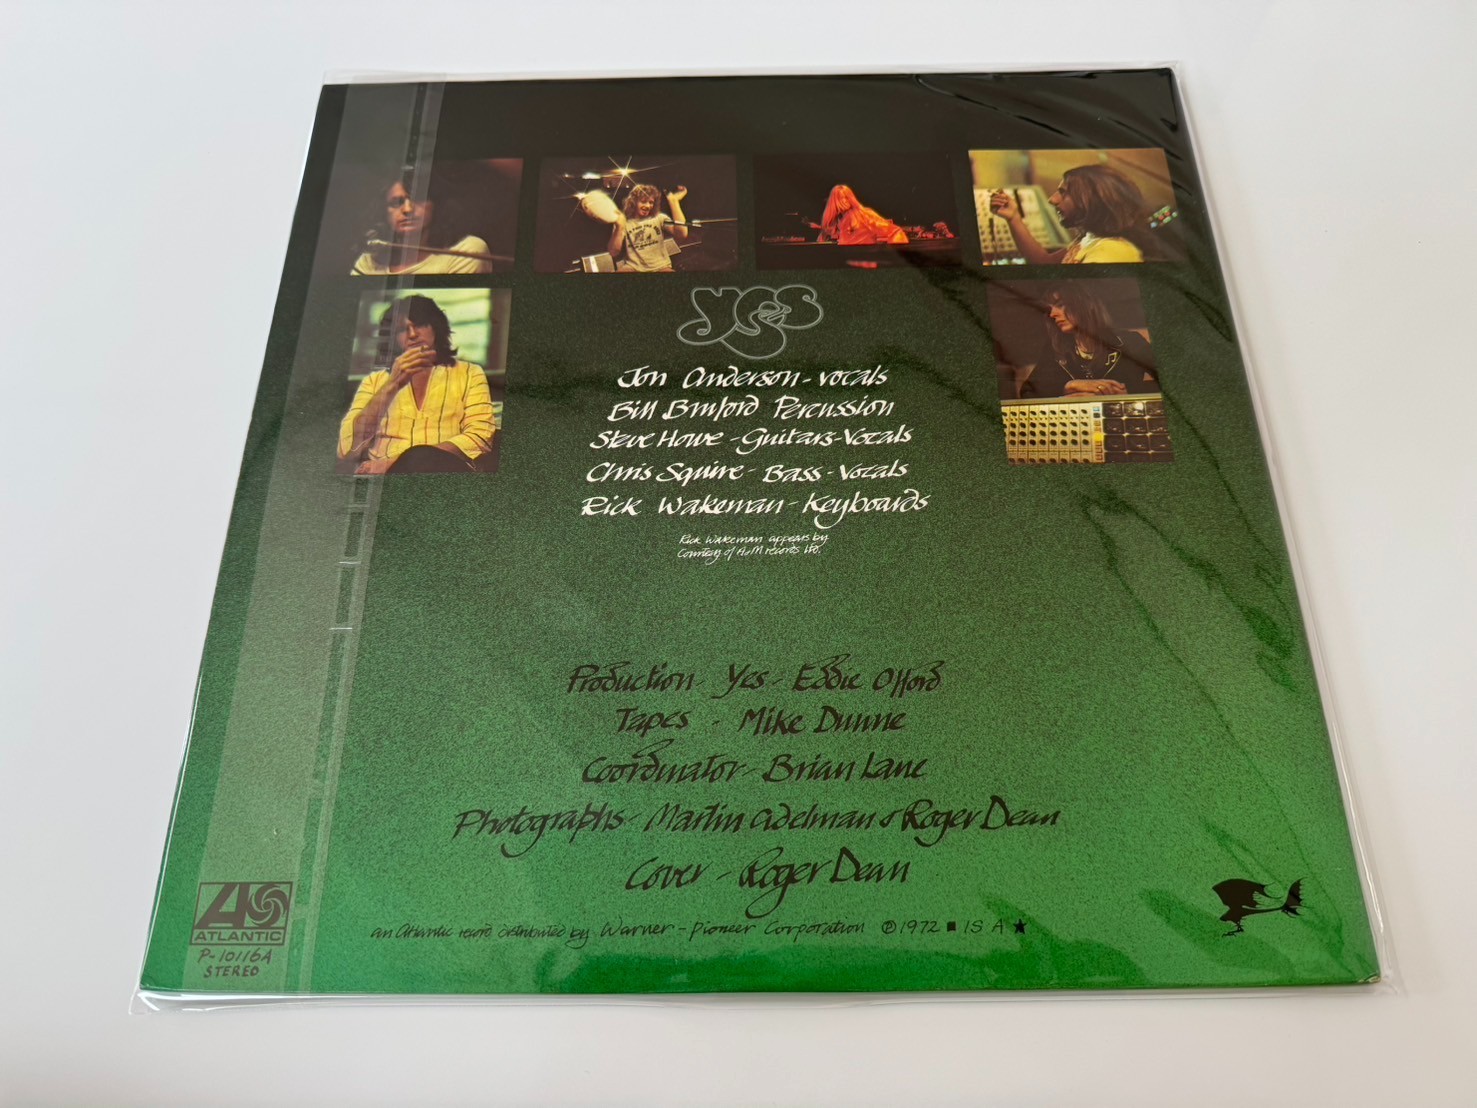 yes
Jon Anderson - vocals
Bill Bruford Percussion
Steve Howe - Guitars - Vocals
Chris Squire - Bass - Vocals
Rick Wakeman - Keyboards
Rick Wakeman appears by
Courtesy of A&M records Ltd.
Production - Yes - Eddie Offord
Tapes - Mike Dunne
Coordinator - Brian Lane
Photographs - Martin Adelman & Roger Dean
Cover - Roger Dean
an Atlantic record distributed by Warner - Pioneer Corporation ℗ 1972 ■ IS A ★
ATLANTIC
P-10116A
STEREO